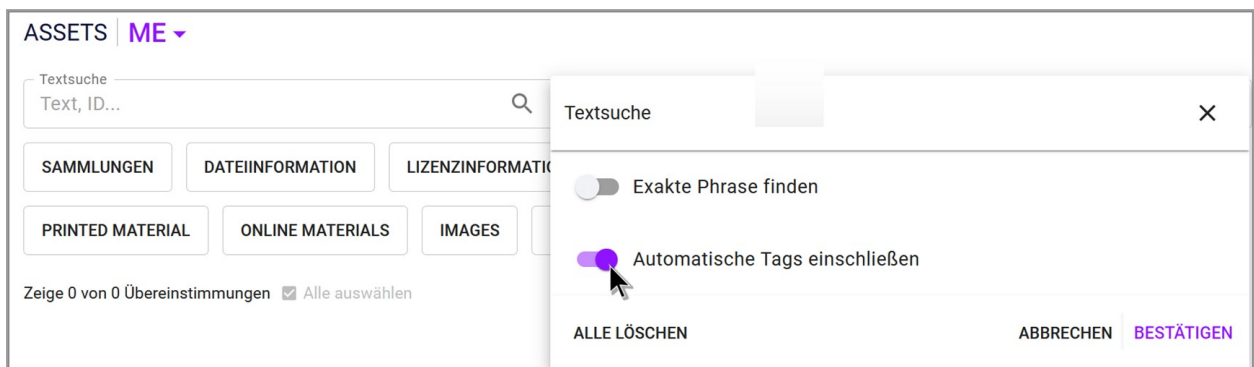 ASSETS ME
Textsuche
Text, ID...
SAMMLUNGEN DATEIINFORMATION
PRINTED MATERIAL ONLINE MATERIALS IMAGES
Zeige 0 von 0 Übereinstimmungen Alle auswählen
Textsuche
Exakte Phrase finden
Automatische Tags einschließen
ALLE LÖSCHEN ABBRECHEN BESTÄTIGEN